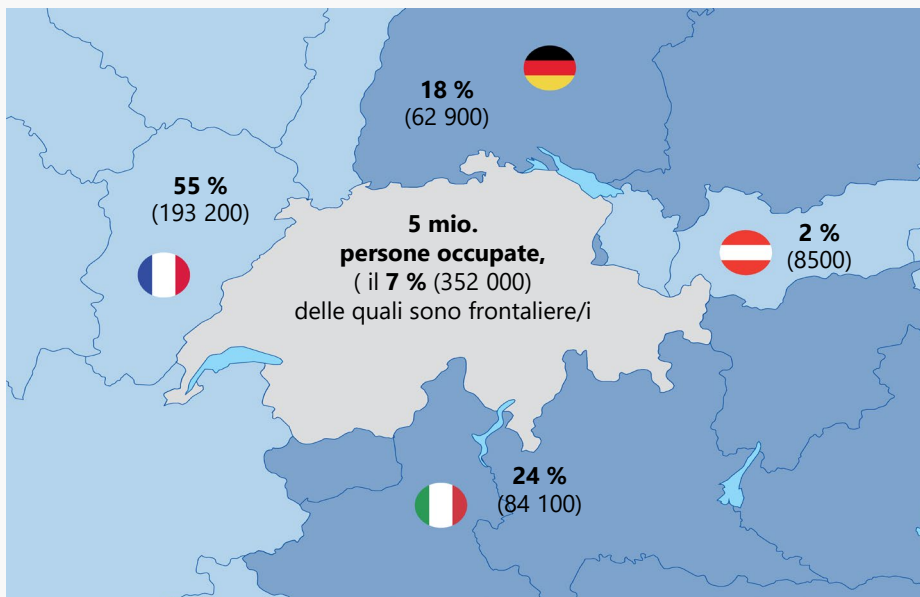 18 %
(62 900)
55 %
(193 200)
5 mio.
persone occupate,
( il 7 % (352 000)
delle quali sono frontaliere/i
2 %
(8500)
24 %
(84 100)